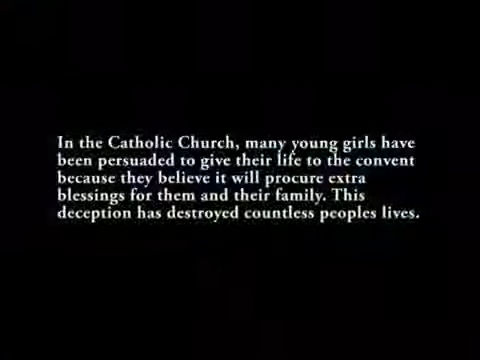 In the Catholic Church, many young girls have
been persuaded to give their life to the convent
because they believe it will procure extra
blessings for them and their family. This
deception has destroyed countless peoples lives.